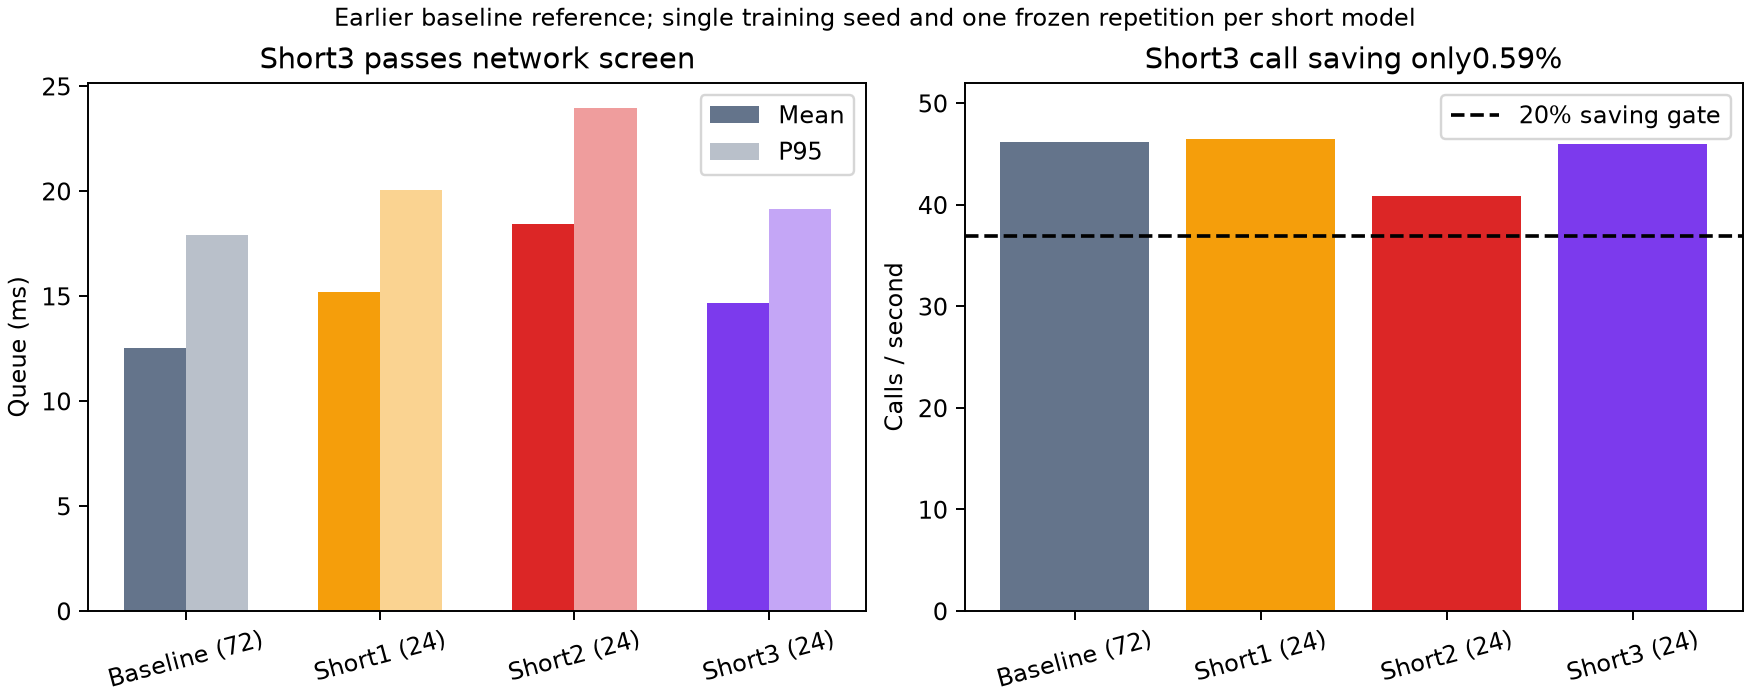 Earlier baseline reference; single training seed and one frozen repetition per short model
Short3 passes network screen
Queue (ms)
25
20
15
10
5
0
Mean
P95
Baseline (72)
Short1 (24)
Short2 (24)
Short3 (24)
Short3 call saving only0.59%
Calls / second
50
40
30
20
10
0
20% saving gate
Baseline (72)
Short1 (24)
Short2 (24)
Short3 (24)